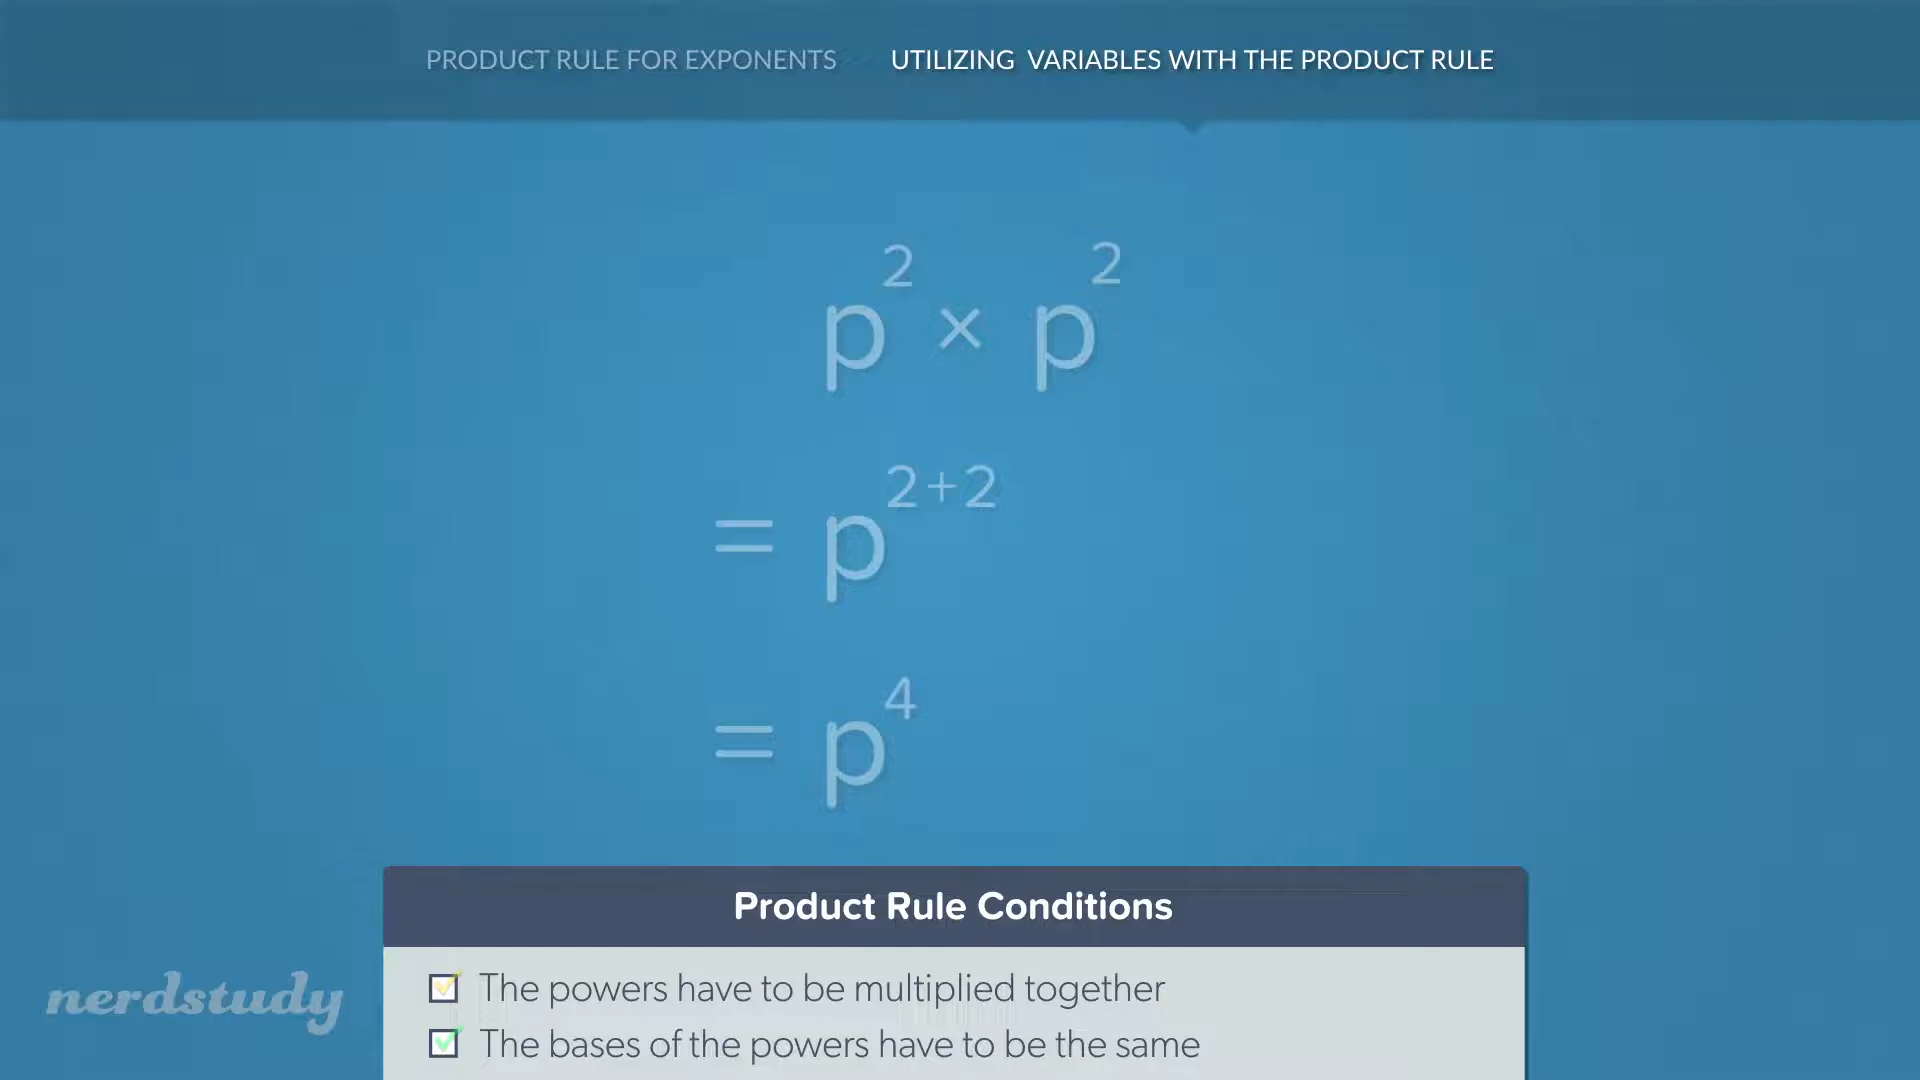 PRODUCT RULE FOR EXPONENTS UTILIZING VARIABLES WITH THE PRODUCT RULE
p² × p²
= p²⁺²
= p⁴
Product Rule Conditions
The powers have to be multiplied together
The bases of the powers have to be the same
nerdstudy